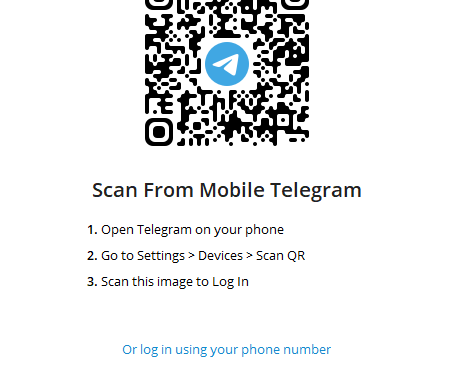 Scan From Mobile Telegram
1. Open Telegram on your phone
2. Go to Settings > Devices > Scan QR
3. Scan this image to Log In
Or log in using your phone number